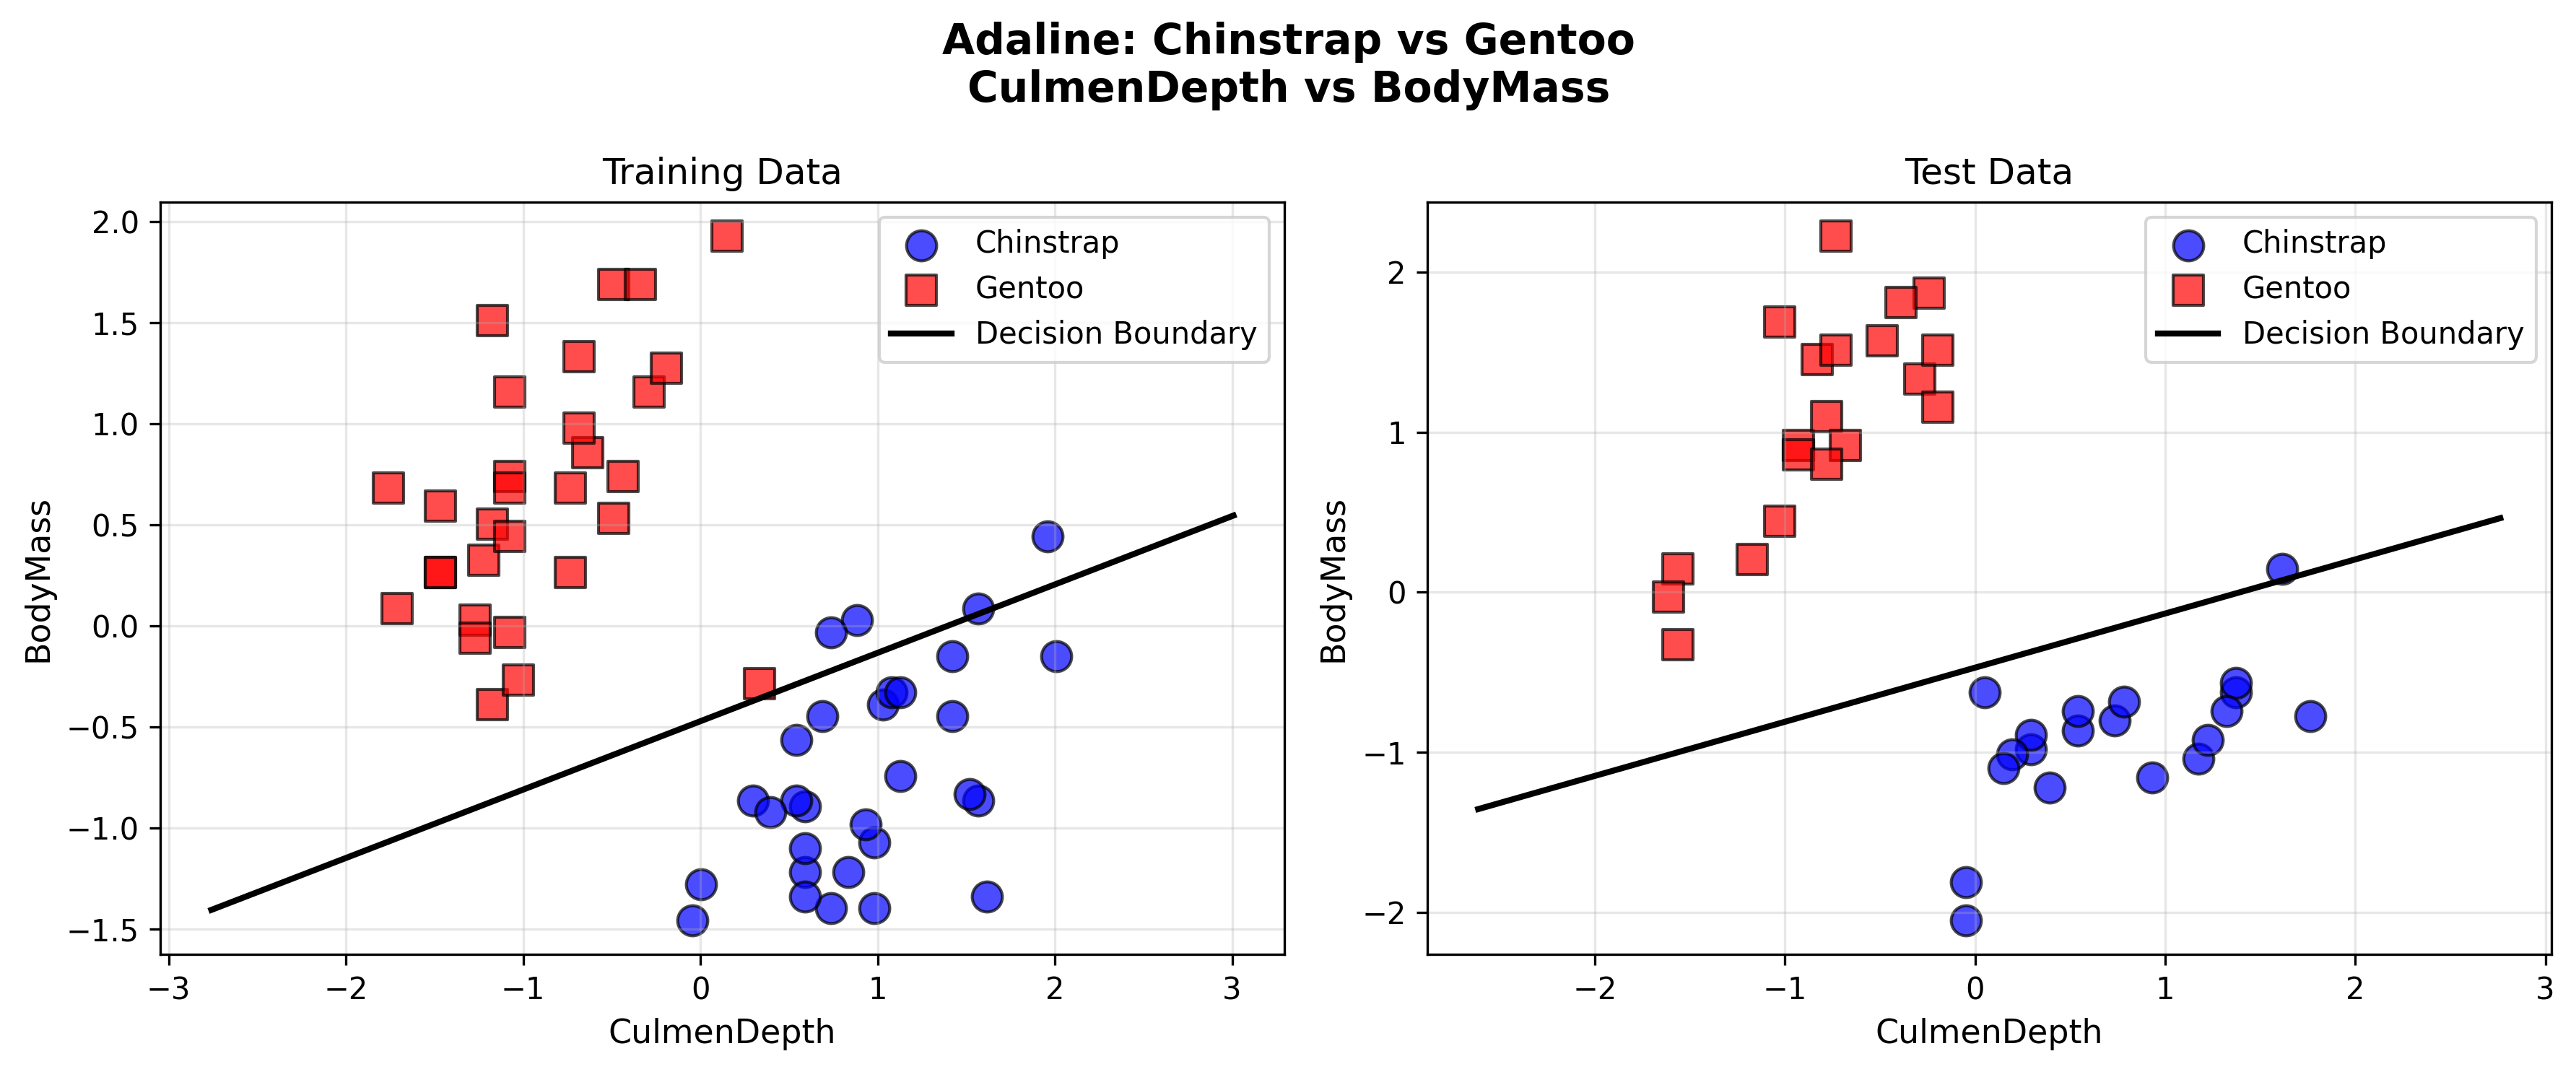 Adaline: Chinstrap vs Gentoo
CulmenDepth vs BodyMass
Training Data
Chinstrap
Gentoo
Decision Boundary
BodyMass
2.0
1.5
1.0
0.5
0.0
−0.5
−1.0
−1.5
−3
−2
−1
0
1
2
3
CulmenDepth
Test Data
Chinstrap
Gentoo
Decision Boundary
BodyMass
2
1
0
−1
−2
−2
−1
0
1
2
3
CulmenDepth